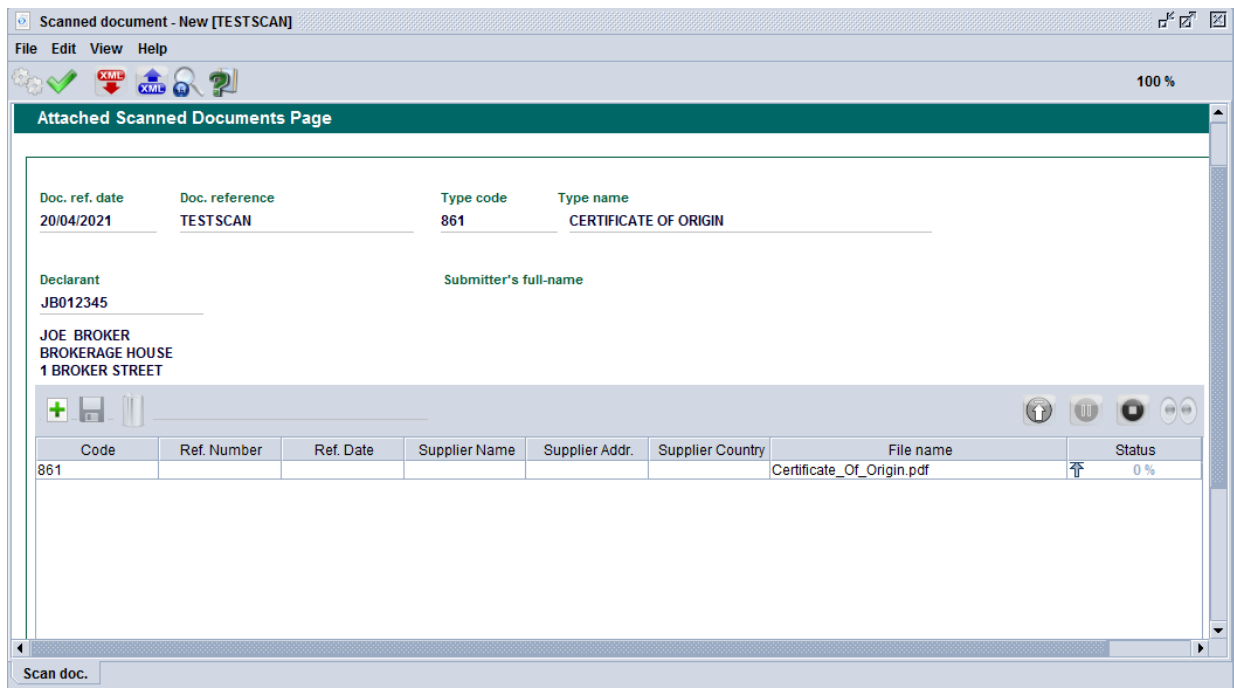 Scanned document - New [TESTSCAN]
File Edit View Help
XML XML 100 %
Attached Scanned Documents Page
Doc. ref. date Doc. reference Type code Type name
20/04/2021 TESTSCAN 861 CERTIFICATE OF ORIGIN
Declarant Submitter's full-name
JB012345
JOE BROKER
BROKERAGE HOUSE
1 BROKER STREET
Code Ref. Number Ref. Date Supplier Name Supplier Addr. Supplier Country File name Status
861 Certificate_Of_Origin.pdf 0 %
Scan doc.